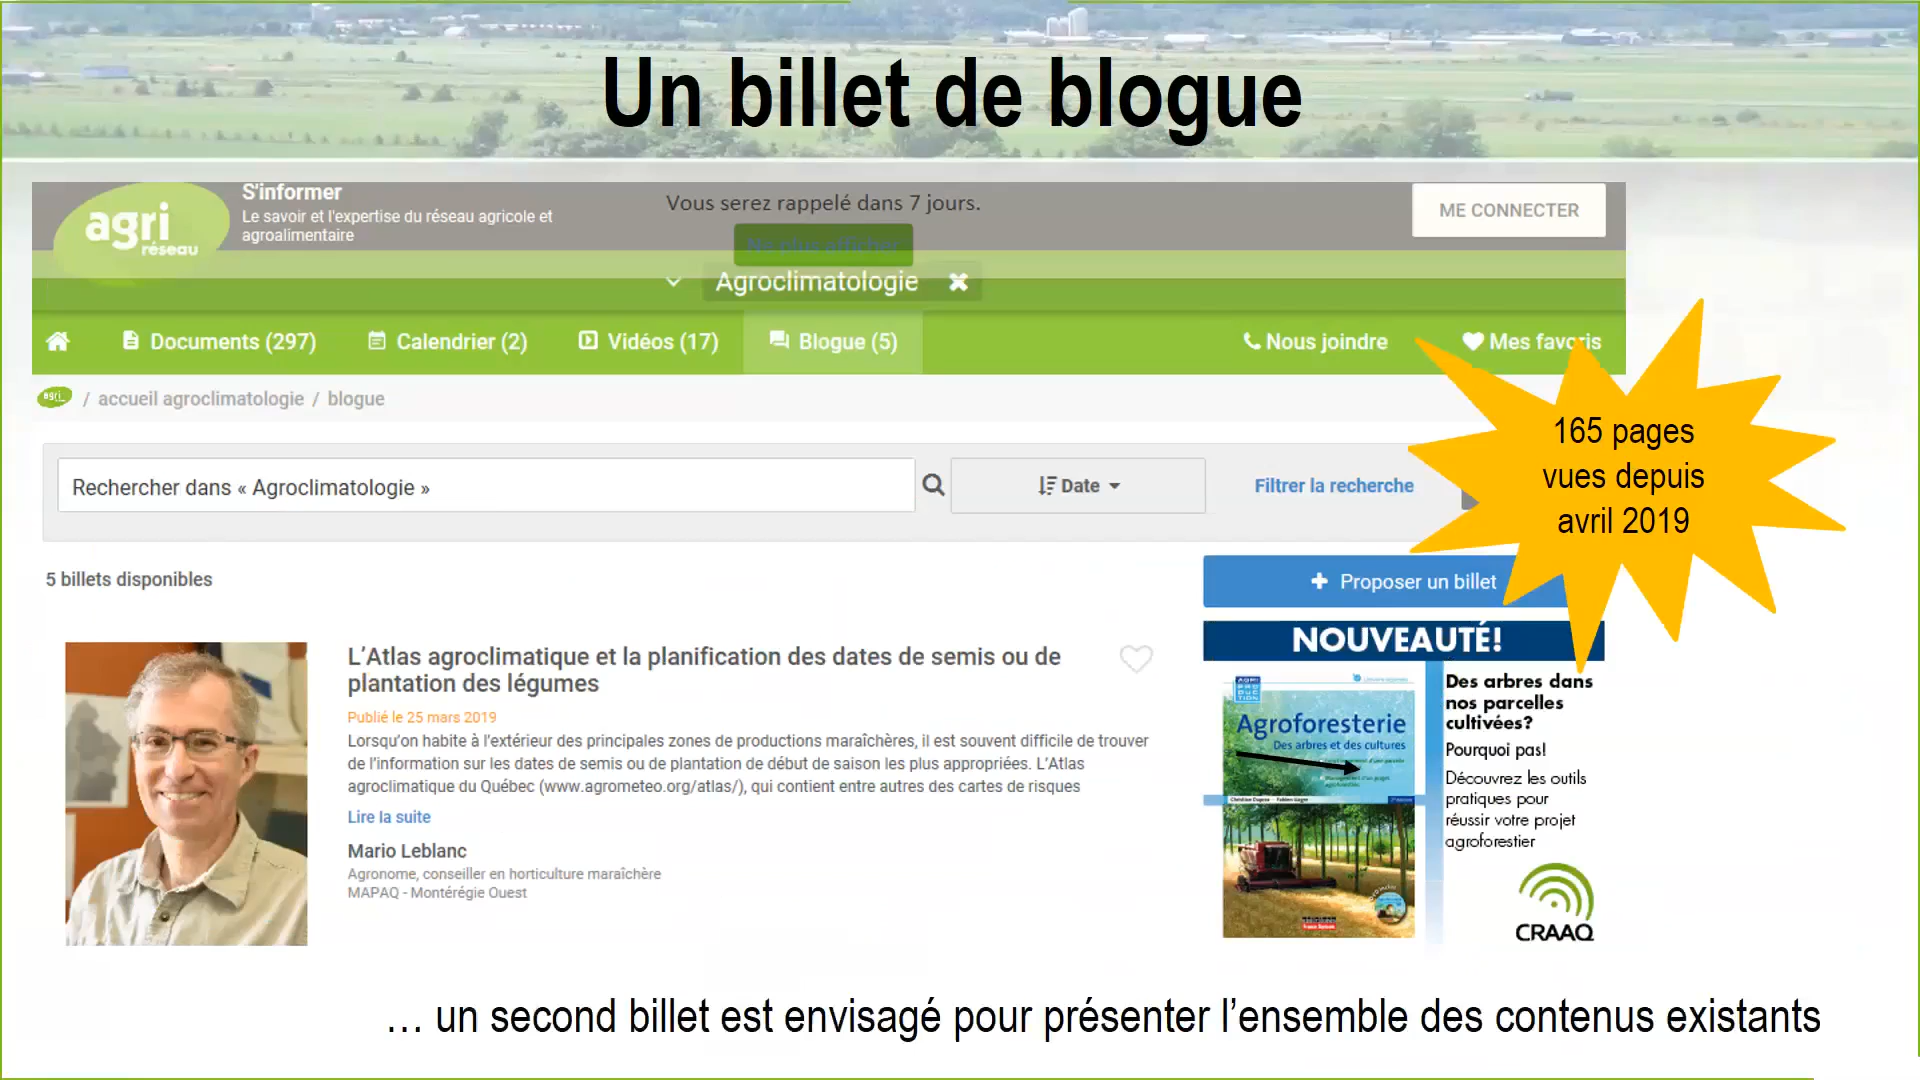 Un billet de blogue
agri
réseau
S'informer
Le savoir et l'expertise du réseau agricole et
agroalimentaire
Vous serez rappelé dans 7 jours.
Ne plus afficher
ME CONNECTER
Agroclimatologie
Documents (297)
Calendrier (2)
Vidéos (17)
Blogue (5)
Nous joindre
Mes favoris
agri
/ accueil agroclimatologie / blogue
165 pages
vues depuis
avril 2019
Rechercher dans « Agroclimatologie »
Date
Filtrer la recherche
5 billets disponibles
Proposer un billet
L'Atlas agroclimatique et la planification des dates de semis ou de
plantation des légumes
Publié le 25 mars 2019
Lorsqu'on habite à l'extérieur des principales zones de productions maraîchères, il est souvent difficile de trouver
de l'information sur les dates de semis ou de plantation de début de saison les plus appropriées. L'Atlas
agroclimatique du Québec (www.agrometeo.org/atlas/), qui contient entre autres des cartes de risques
Lire la suite
Mario Leblanc
Agronome, conseiller en horticulture maraîchère
MAPAQ - Montérégie Ouest
NOUVEAUTÉ!
AGRI
PRO
DUCTION
Agroforesterie
Des arbres et des cultures
Des arbres dans
nos parcelles
cultivées?
Pourquoi pas!
Découvrez les outils
pratiques pour
réussir votre projet
agroforestier
CRAAQ
… un second billet est envisagé pour présenter l'ensemble des contenus existants